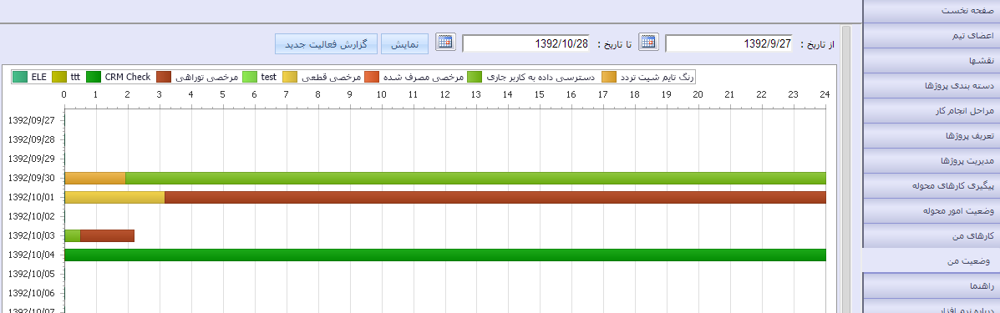 از تاریخ : 1392/9/27 تا تاریخ : 1392/10/28 نمایش گزارش فعالیت جدید
رنگ تایم شیت تردد دسترسی داده به کاربر جاری مرخصی مصرف شده مرخصی قطعی test مرخصی توراهی CRM Check ttt ELE
0 1 2 3 4 5 6 7 8 9 10 11 12 13 14 15 16 17 18 19 20 21 22 23 24
1392/09/27
1392/09/28
1392/09/29
1392/09/30
1392/10/01
1392/10/02
1392/10/03
1392/10/04
1392/10/05
1392/10/06
1392/10/07
صفحه نخست
اعضای تیم
نقشها
دسته بندی پروژها
مراحل انجام کار
تعریف پروژها
مدیریت پروژها
پیگیری کارهای محوله
وضعیت امور محوله
کارهای من
وضعیت من
راهنما
درباره نرم افزار